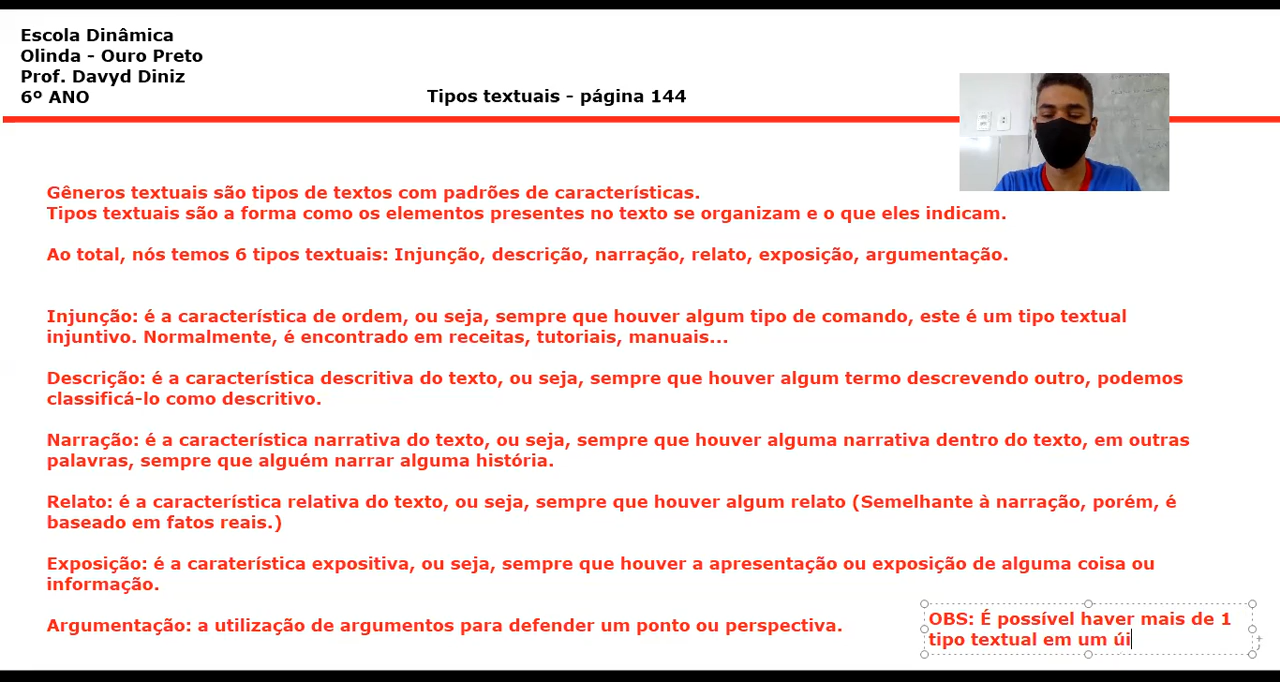 Escola Dinâmica
Olinda - Ouro Preto
Prof. Davyd Diniz
6º ANO
Tipos textuais - página 144
Gêneros textuais são tipos de textos com padrões de características.
Tipos textuais são a forma como os elementos presentes no texto se organizam e o que eles indicam.
Ao total, nós temos 6 tipos textuais: Injunção, descrição, narração, relato, exposição, argumentação.
Injunção: é a característica de ordem, ou seja, sempre que houver algum tipo de comando, este é um tipo textual
injuntivo. Normalmente, é encontrado em receitas, tutoriais, manuais...
Descrição: é a característica descritiva do texto, ou seja, sempre que houver algum termo descrevendo outro, podemos
classificá-lo como descritivo.
Narração: é a característica narrativa do texto, ou seja, sempre que houver alguma narrativa dentro do texto, em outras
palavras, sempre que alguém narrar alguma história.
Relato: é a característica relativa do texto, ou seja, sempre que houver algum relato (Semelhante à narração, porém, é
baseado em fatos reais.)
Exposição: é a caraterística expositiva, ou seja, sempre que houver a apresentação ou exposição de alguma coisa ou
informação.
Argumentação: a utilização de argumentos para defender um ponto ou perspectiva.
OBS: É possível haver mais de 1
tipo textual em um úi